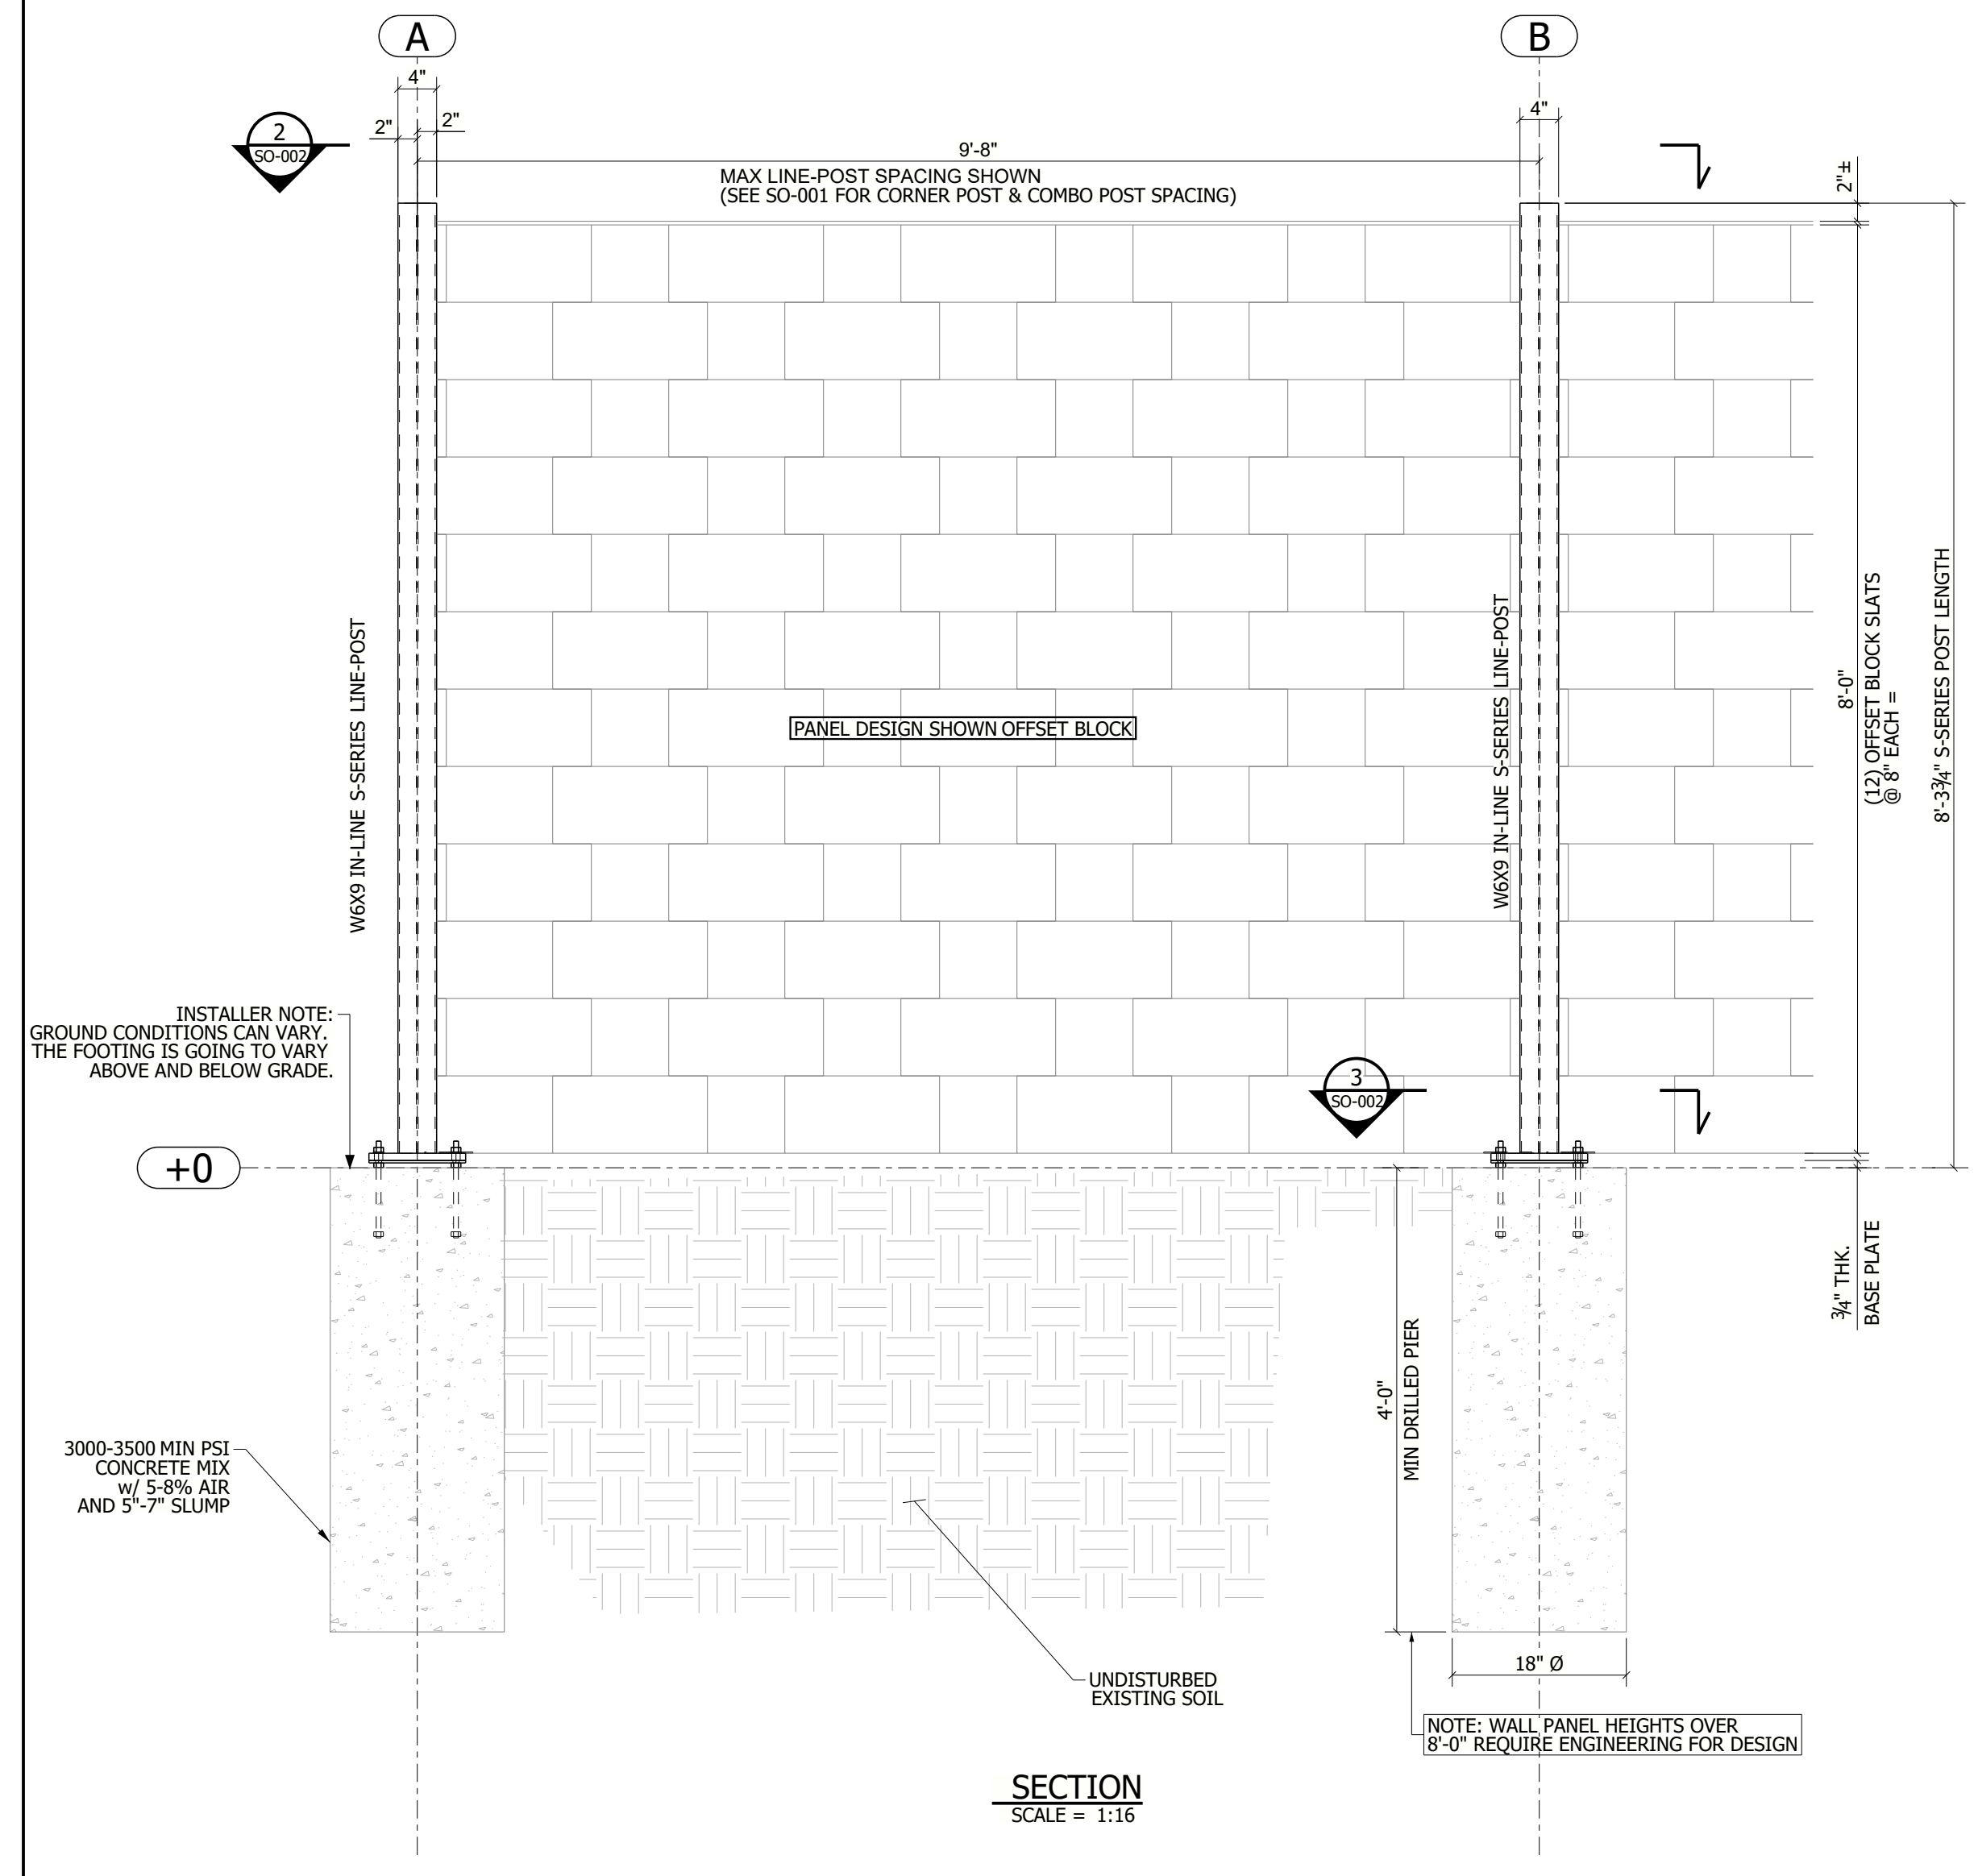 A
B
4"
2"
2"
4"
2
SO-002
9'-8"
MAX LINE-POST SPACING SHOWN
(SEE SO-001 FOR CORNER POST & COMBO POST SPACING)
2"±
W6X9 IN-LINE S-SERIES LINE-POST
PANEL DESIGN SHOWN OFFSET BLOCK
W6X9 IN-LINE S-SERIES LINE-POST
8'-0"
(12) OFFSET BLOCK SLATS
@ 8" EACH =
8'-3¾" S-SERIES POST LENGTH
INSTALLER NOTE:
GROUND CONDITIONS CAN VARY.
THE FOOTING IS GOING TO VARY
ABOVE AND BELOW GRADE.
3
SO-002
+0
¾" THK.
BASE PLATE
4'-0"
MIN DRILLED PIER
3000-3500 MIN PSI
CONCRETE MIX
w/ 5-8% AIR
AND 5"-7" SLUMP
18" Ø
UNDISTURBED
EXISTING SOIL
NOTE: WALL PANEL HEIGHTS OVER
8'-0" REQUIRE ENGINEERING FOR DESIGN
SECTION
SCALE = 1:16